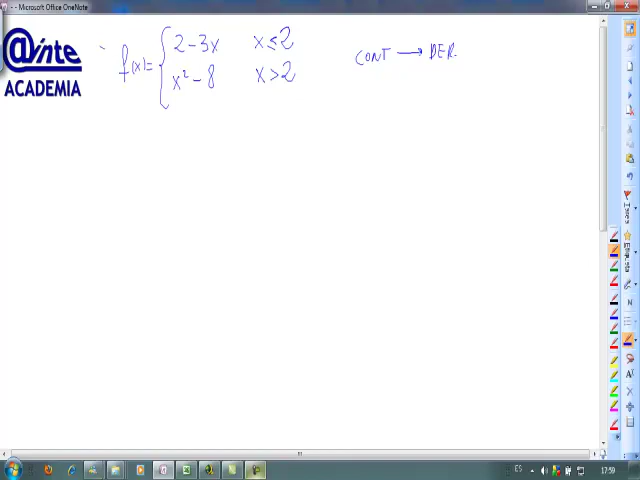 - Microsoft Office OneNote
@inte
ACADEMIA
f(x)= { 2 - 3x x ≤ 2
x² - 8 x > 2
CONT → DER.
ES
17:59